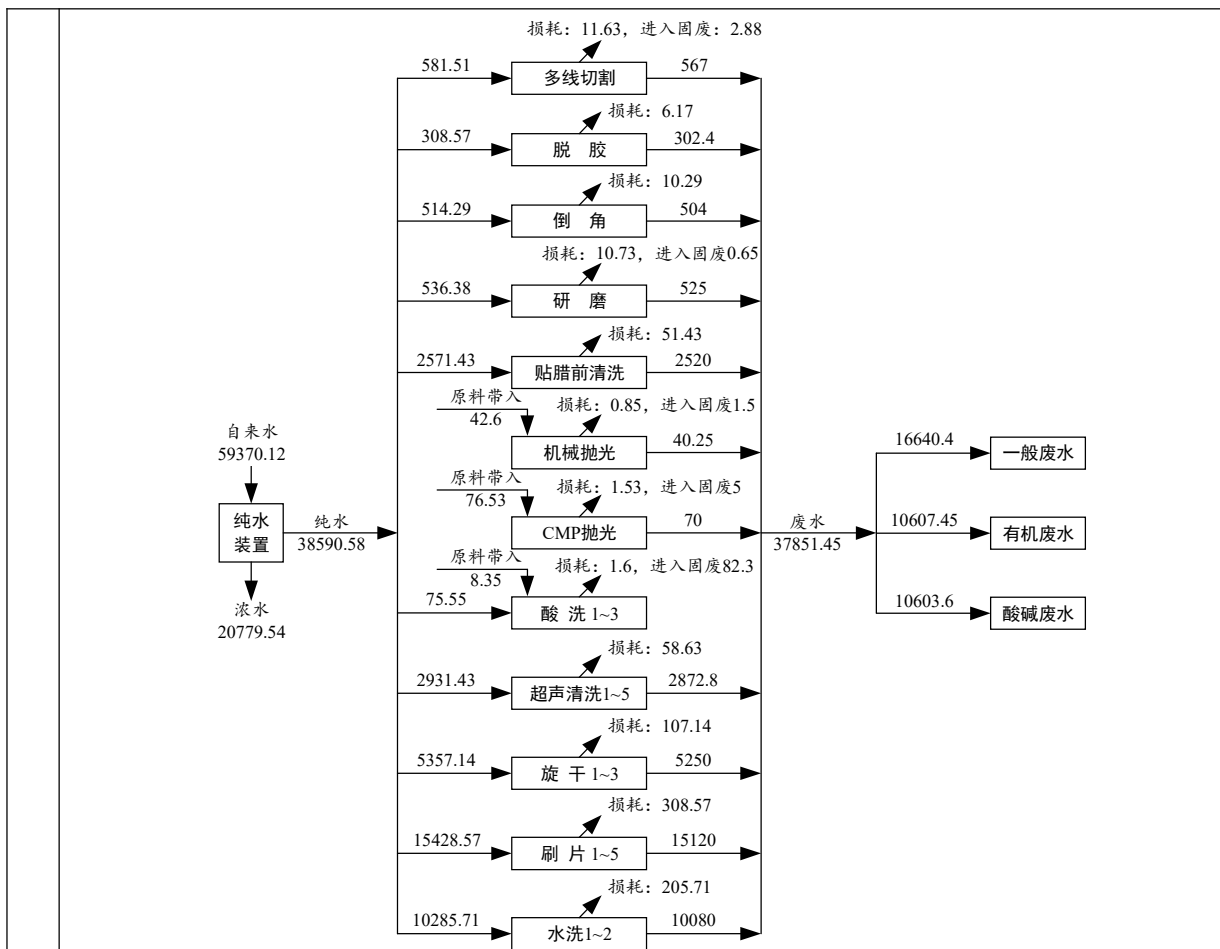 损耗：11.63，进入固废：2.88
581.51
多线切割
567
损耗：6.17
308.57
脱 胶
302.4
损耗：10.29
514.29
倒 角
504
损耗：10.73，进入固废0.65
536.38
研 磨
525
损耗：51.43
2571.43
贴腊前清洗
2520
原料带入
42.6
损耗：0.85，进入固废1.5
机械抛光
40.25
自来水
59370.12
纯水
装置
纯水
38590.58
浓水
20779.54
原料带入
76.53
损耗：1.53，进入固废5
CMP抛光
70
废水
37851.45
16640.4
一般废水
10607.45
有机废水
10603.6
酸碱废水
原料带入
8.35
损耗：1.6，进入固废82.3
75.55
酸 洗 1~3
损耗：58.63
2931.43
超声清洗1~5
2872.8
损耗：107.14
5357.14
旋 干 1~3
5250
损耗：308.57
15428.57
刷 片 1~5
15120
损耗：205.71
10285.71
水洗1~2
10080